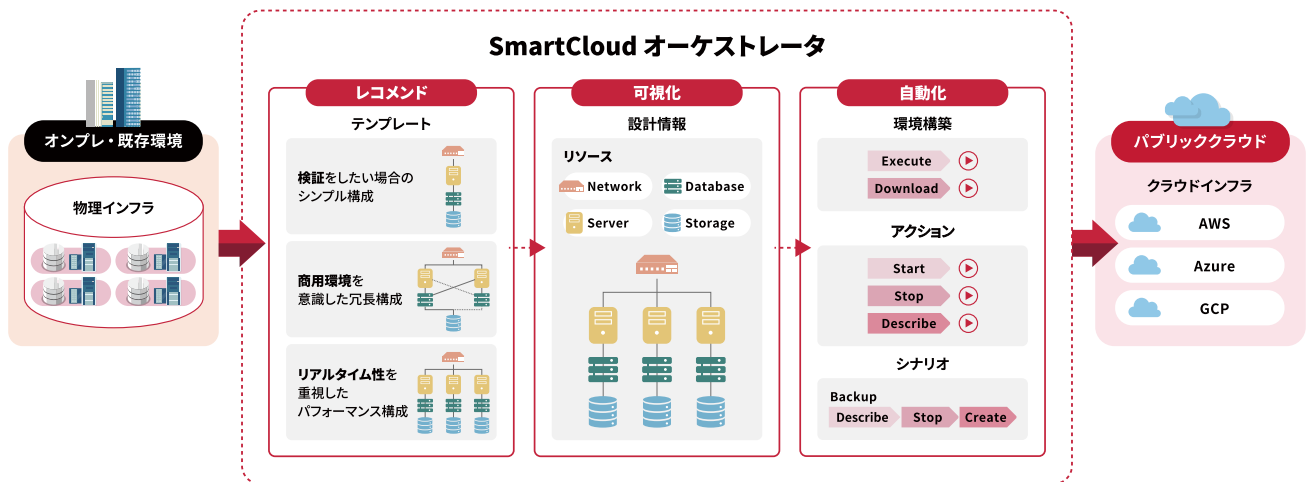 SmartCloud オーケストレータ
オンプレ・既存環境
物理インフラ
レコメンド
テンプレート
検証をしたい場合の
シンプル構成
商用環境を
意識した冗長構成
リアルタイム性を
重視した
パフォーマンス構成
可視化
設計情報
リソース
Network
Database
Server
Storage
自動化
環境構築
Execute
Download
アクション
Start
Stop
Describe
シナリオ
Backup
Describe
Stop
Create
パブリッククラウド
クラウドインフラ
AWS
Azure
GCP